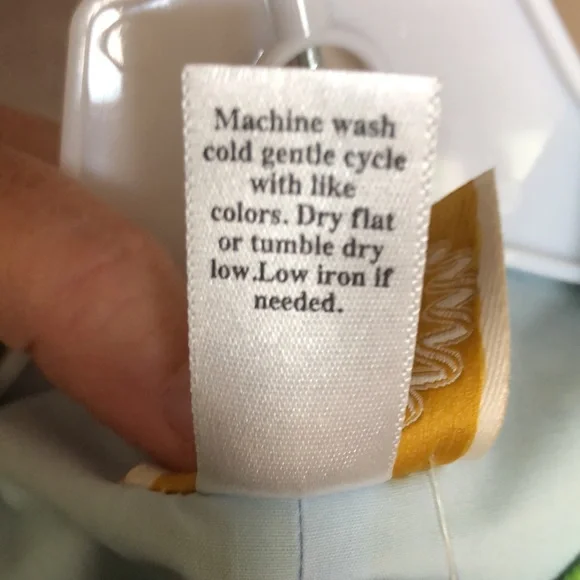 Machine wash
cold gentle cycle
with like
colors. Dry flat
or tumble dry
low.Low iron if
needed.